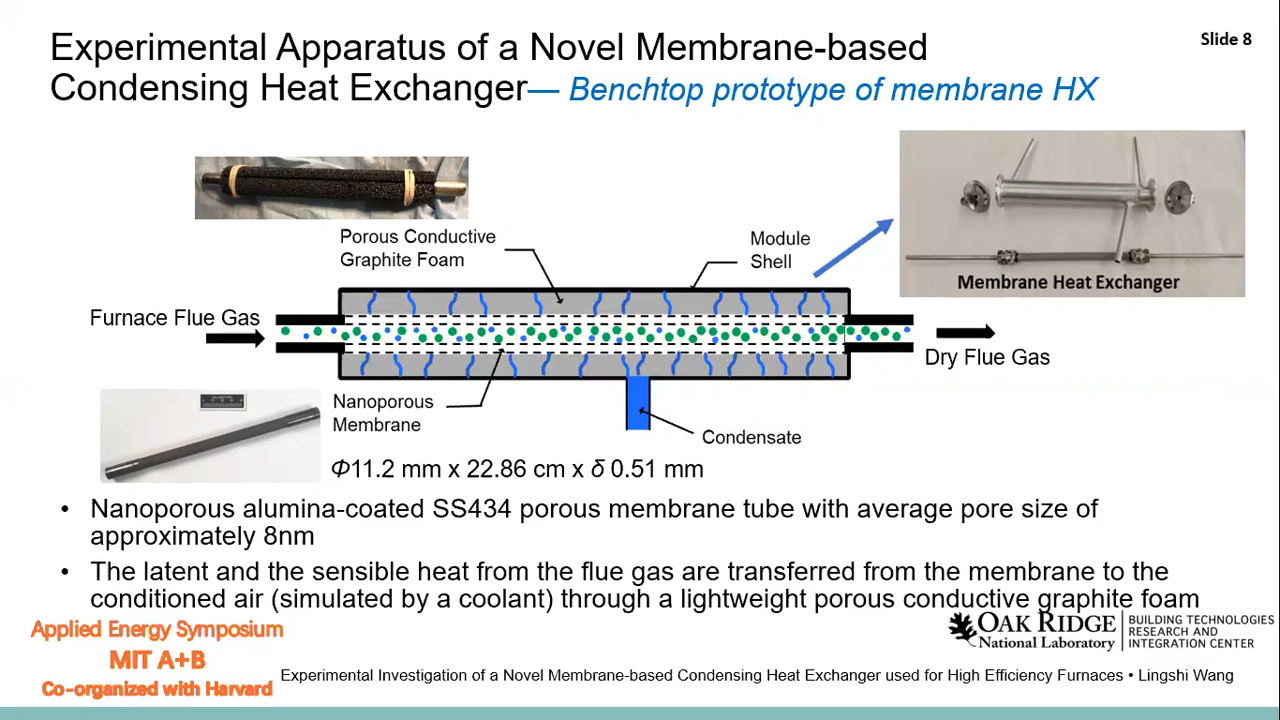 Experimental Apparatus of a Novel Membrane-based
Condensing Heat Exchanger— Benchtop prototype of membrane HX
Slide 8
Porous Conductive
Graphite Foam
Module
Shell
Membrane Heat Exchanger
Furnace Flue Gas
Dry Flue Gas
Nanoporous
Membrane
Condensate
Φ11.2 mm x 22.86 cm x δ 0.51 mm
• Nanoporous alumina-coated SS434 porous membrane tube with average pore size of
approximately 8nm
• The latent and the sensible heat from the flue gas are transferred from the membrane to the
conditioned air (simulated by a coolant) through a lightweight porous conductive graphite foam
Applied Energy Symposium
MIT A+B
Co-organized with Harvard
OAK RIDGE
National Laboratory
BUILDING TECHNOLOGIES
RESEARCH AND
INTEGRATION CENTER
Experimental Investigation of a Novel Membrane-based Condensing Heat Exchanger used for High Efficiency Furnaces • Lingshi Wang